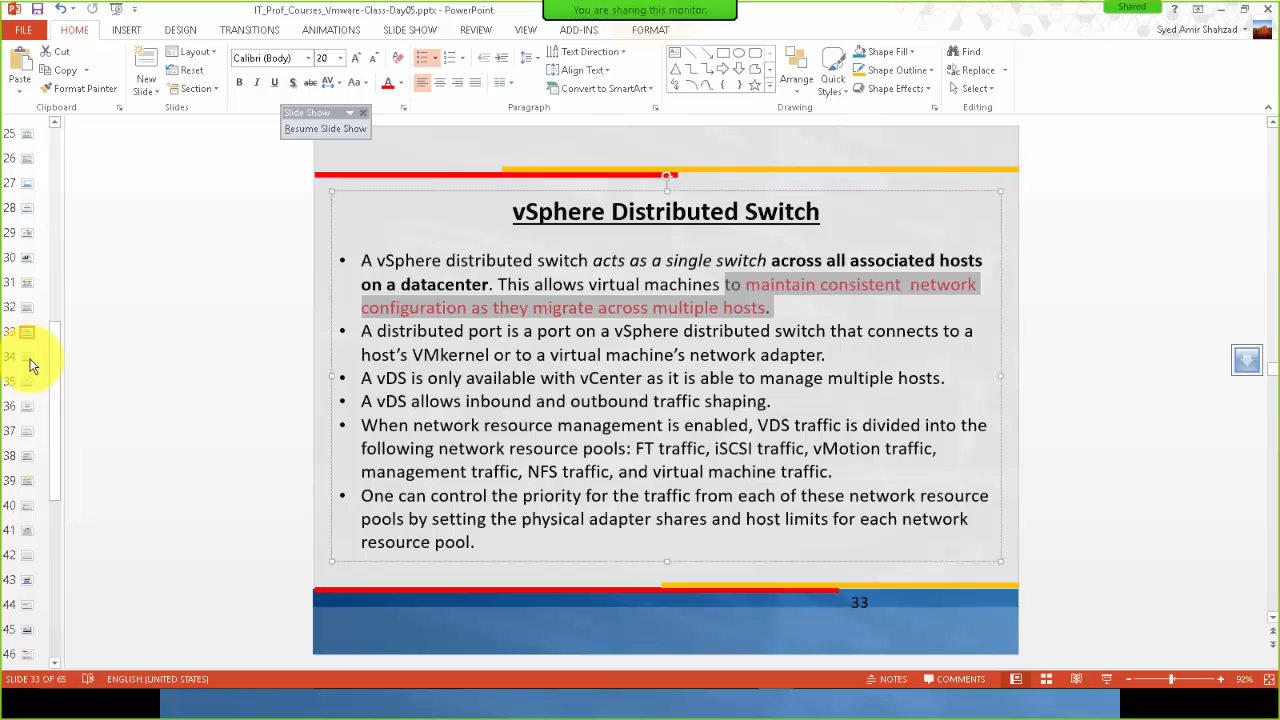 IT_Prof_Courses_Vmware-Class-Day05.pptx - PowerPoint
You are sharing this monitor.
Shared
FILE HOME INSERT DESIGN TRANSITIONS ANIMATIONS SLIDE SHOW REVIEW VIEW ADD-INS FORMAT
Syed Amir Shahzad
Paste
Cut
Copy
Format Painter
Clipboard
New
Slide
Layout
Reset
Section
Slides
Calibri (Body) 20
B I U S abc AV Aa A
Paragraph
Text Direction
Align Text
Convert to SmartArt
Arrange
Quick
Styles
Shape Fill
Shape Outline
Shape Effects
Drawing
Find
Replace
Select
Editing
Slide Show
Resume Slide Show
25
26
27
28
29
30
31
32
33
34
35
36
37
38
39
40
41
42
43
44
45
46
vSphere Distributed Switch
• A vSphere distributed switch acts as a single switch across all associated hosts
on a datacenter. This allows virtual machines to maintain consistent network
configuration as they migrate across multiple hosts.
• A distributed port is a port on a vSphere distributed switch that connects to a
host's VMkernel or to a virtual machine's network adapter.
• A vDS is only available with vCenter as it is able to manage multiple hosts.
• A vDS allows inbound and outbound traffic shaping.
• When network resource management is enabled, VDS traffic is divided into the
following network resource pools: FT traffic, iSCSI traffic, vMotion traffic,
management traffic, NFS traffic, and virtual machine traffic.
• One can control the priority for the traffic from each of these network resource
pools by setting the physical adapter shares and host limits for each network
resource pool.
33
SLIDE 33 OF 65 ENGLISH (UNITED STATES) NOTES COMMENTS 92%